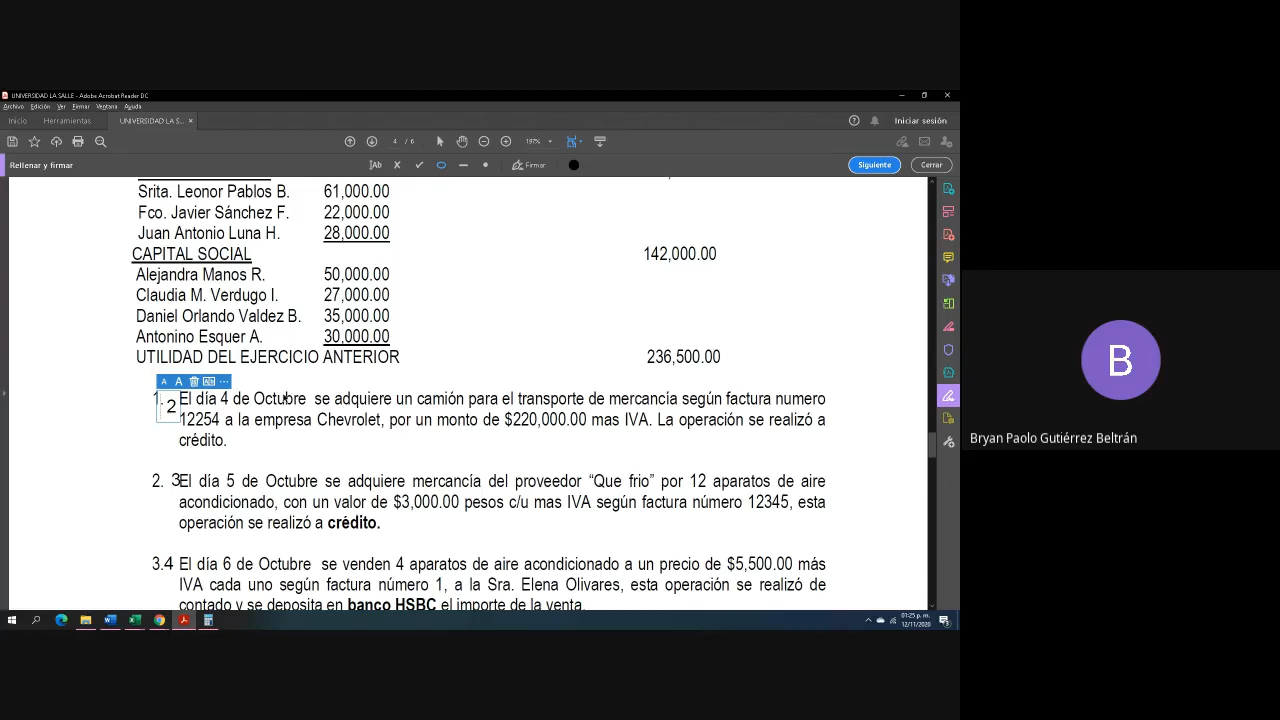 UNIVERSIDAD LA SALLE - Adobe Acrobat Reader DC
Archivo Edición Ver Firmar Ventana Ayuda
Inicio Herramientas UNIVERSIDAD LA S... × Iniciar sesión
4 / 6 197%
Rellenar y firmar Ab Firmar Siguiente Cerrar
Srita. Leonor Pablos B. 61,000.00
Fco. Javier Sánchez F. 22,000.00
Juan Antonio Luna H. 28,000.00
CAPITAL SOCIAL 142,000.00
Alejandra Manos R. 50,000.00
Claudia M. Verdugo I. 27,000.00
Daniel Orlando Valdez B. 35,000.00
Antonino Esquer A. 30,000.00
UTILIDAD DEL EJERCICIO ANTERIOR 236,500.00
A A
1. 2 El día 4 de Octubre se adquiere un camión para el transporte de mercancía según factura numero
12254 a la empresa Chevrolet, por un monto de $220,000.00 mas IVA. La operación se realizó a
crédito.
2. 3 El día 5 de Octubre se adquiere mercancía del proveedor “Que frio” por 12 aparatos de aire
acondicionado, con un valor de $3,000.00 pesos c/u mas IVA según factura número 12345, esta
operación se realizó a crédito.
3.4 El día 6 de Octubre se venden 4 aparatos de aire acondicionado a un precio de $5,500.00 más
IVA cada uno según factura número 1, a la Sra. Elena Olivares, esta operación se realizó de
contado y se deposita en banco HSBC el importe de la venta.
01:25 p. m.
12/11/2020
B
Bryan Paolo Gutiérrez Beltrán